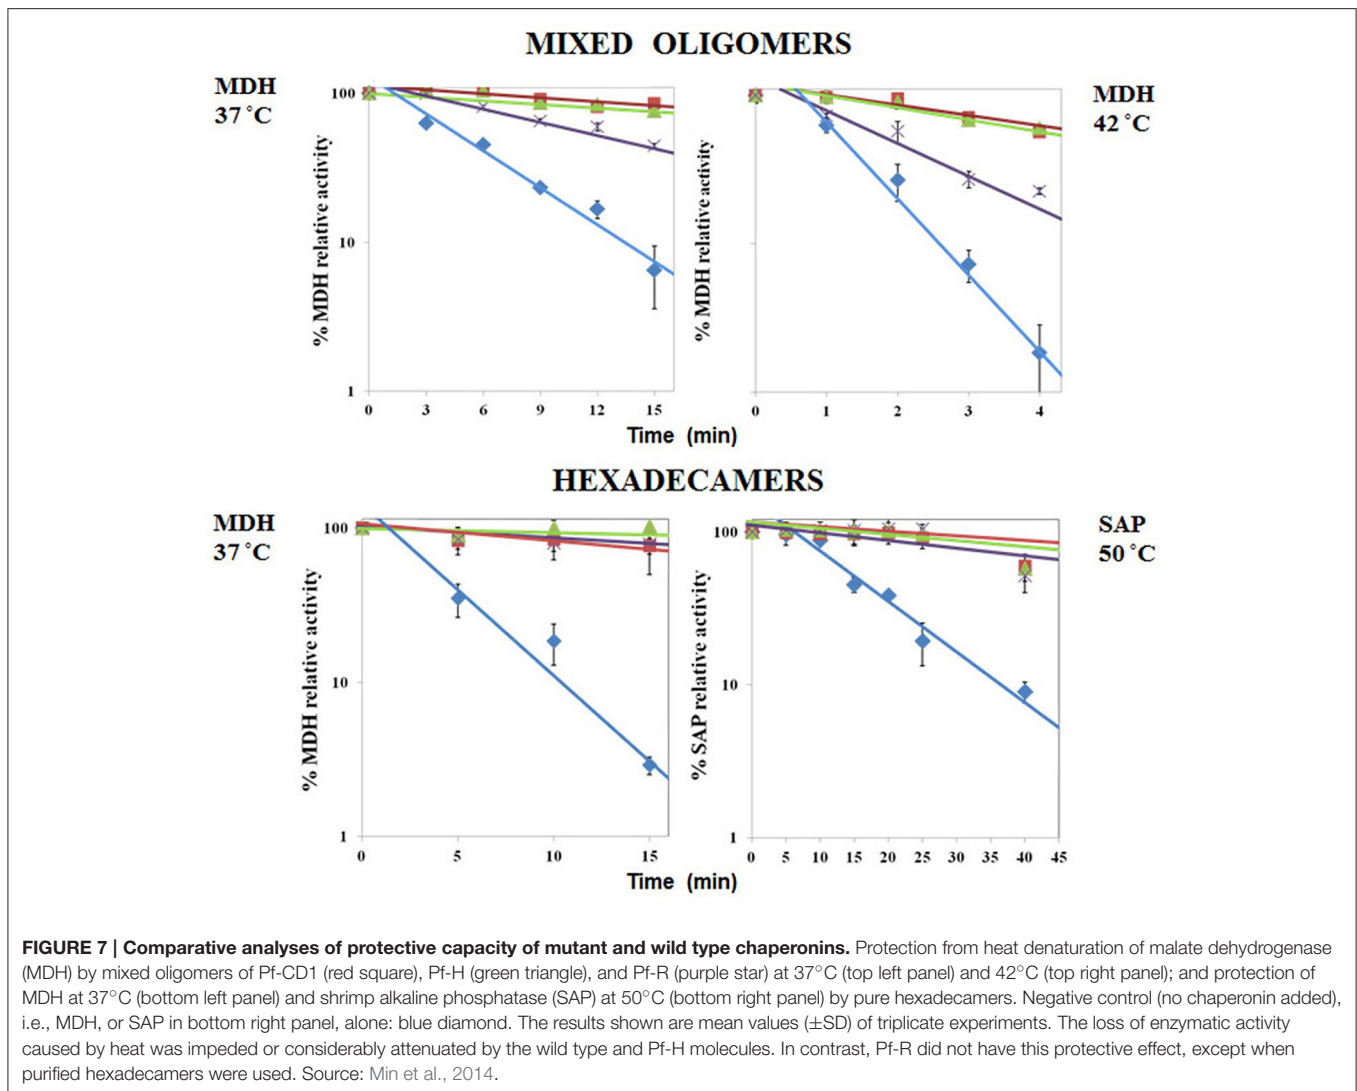 MIXED OLIGOMERS
MDH
37 °C
% MDH relative activity
100
10
1
0 3 6 9 12 15
MDH
42 °C
% MDH relative activity
0 1 2 3 4
Time (min)
HEXADECAMERS
MDH
37 °C
% MDH relative activity
100
10
1
0 5 10 15
SAP
50 °C
% SAP relative activity
100
10
1
0 5 10 15 20 25 30 35 40 45
Time (min)
FIGURE 7 | Comparative analyses of protective capacity of mutant and wild type chaperonins. Protection from heat denaturation of malate dehydrogenase
(MDH) by mixed oligomers of Pf-CD1 (red square), Pf-H (green triangle), and Pf-R (purple star) at 37°C (top left panel) and 42°C (top right panel); and protection of
MDH at 37°C (bottom left panel) and shrimp alkaline phosphatase (SAP) at 50°C (bottom right panel) by pure hexadecamers. Negative control (no chaperonin added),
i.e., MDH, or SAP in bottom right panel, alone: blue diamond. The results shown are mean values (±SD) of triplicate experiments. The loss of enzymatic activity
caused by heat was impeded or considerably attenuated by the wild type and Pf-H molecules. In contrast, Pf-R did not have this protective effect, except when
purified hexadecamers were used. Source: Min et al., 2014.